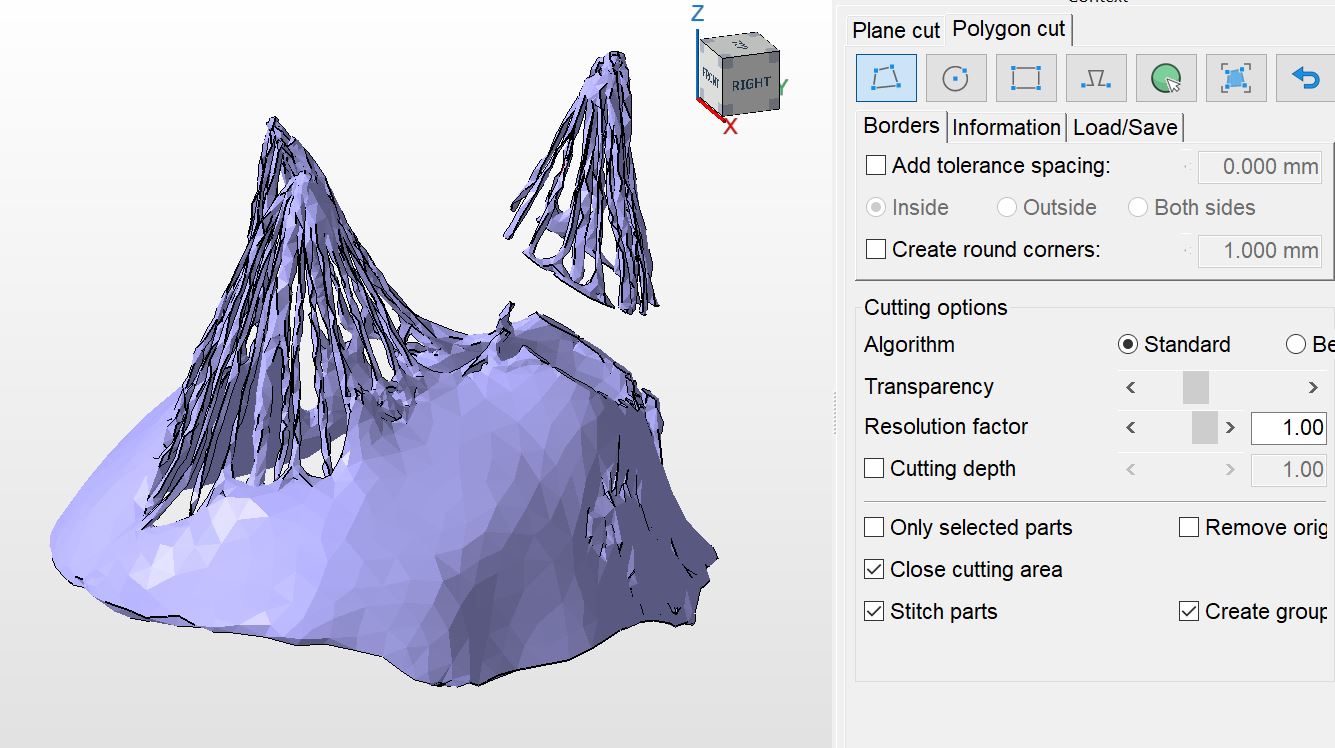 Z
FRONT
RIGHT
Y
X
Context
Plane cut
Polygon cut
Borders
Information
Load/Save
Add tolerance spacing:
0.000 mm
Inside
Outside
Both sides
Create round corners:
1.000 mm
Cutting options
Algorithm
Standard
Be
Transparency
<
>
Resolution factor
<
>
1.00
Cutting depth
<
>
1.00
Only selected parts
Remove orig
Close cutting area
Stitch parts
Create group